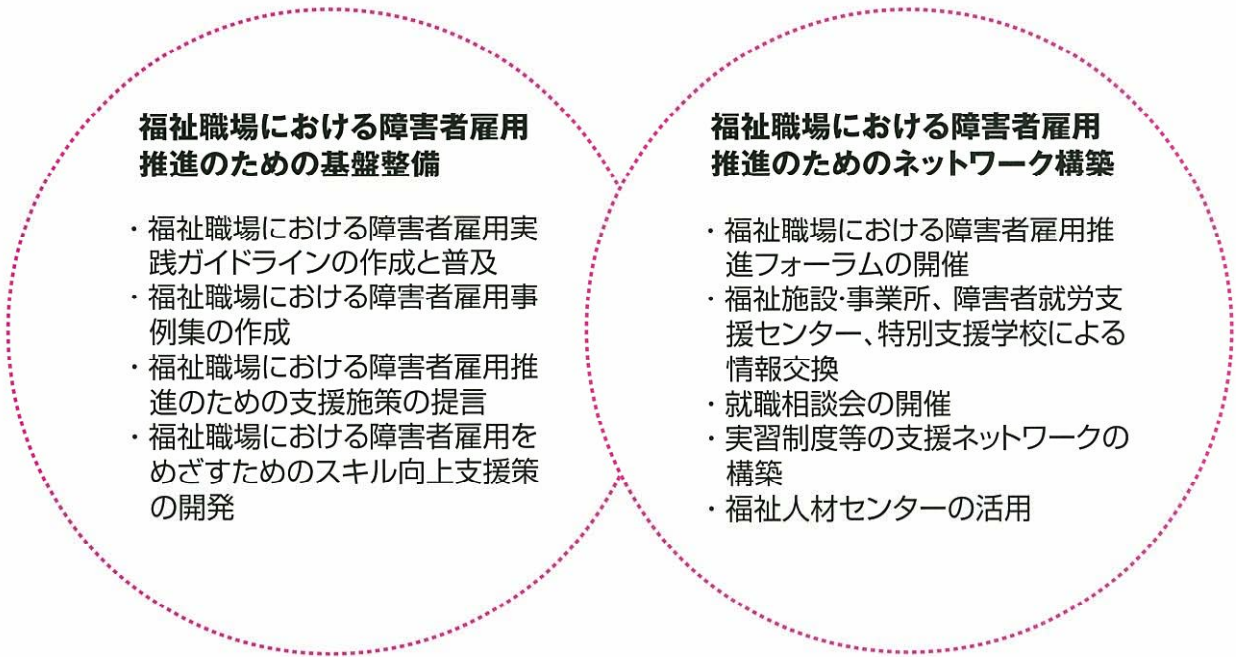 福祉職場における障害者雇用
推進のための基盤整備
・福祉職場における障害者雇用実
践ガイドラインの作成と普及
・福祉職場における障害者雇用事
例集の作成
・福祉職場における障害者雇用推
進のための支援施策の提言
・福祉職場における障害者雇用を
めざすためのスキル向上支援策
の開発
福祉職場における障害者雇用
推進のためのネットワーク構築
・福祉職場における障害者雇用推
進フォーラムの開催
・福祉施設・事業所、障害者就労支
援センター、特別支援学校による
情報交換
・就職相談会の開催
・実習制度等の支援ネットワークの
構築
・福祉人材センターの活用